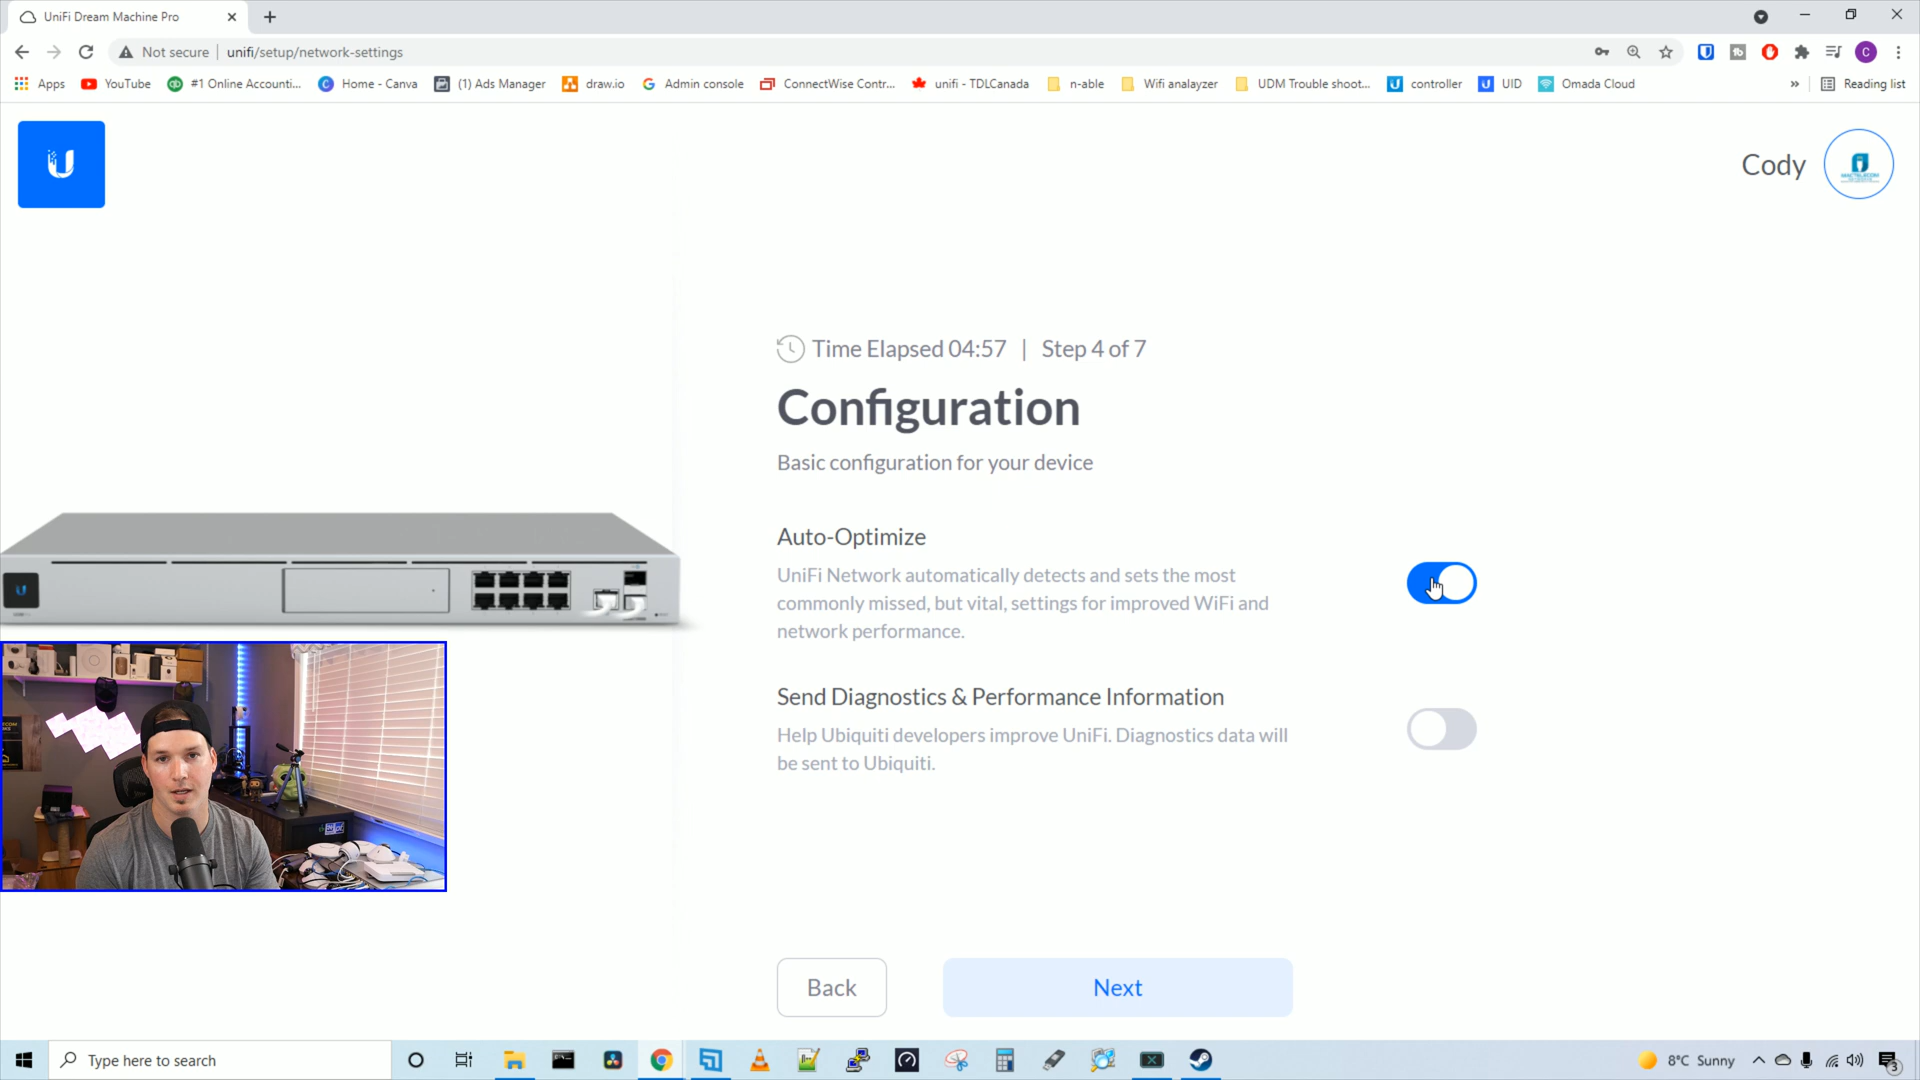 UniFi Dream Machine Pro
Not secure | unifi/setup/network-settings
Apps YouTube #1 Online Accounti... Home - Canva (1) Ads Manager draw.io Admin console ConnectWise Contr... unifi - TDLCanada n-able Wifi analayzer UDM Trouble shoot... controller UID Omada Cloud » Reading list
Cody
Time Elapsed 04:57 | Step 4 of 7
Configuration
Basic configuration for your device
Auto-Optimize
UniFi Network automatically detects and sets the most
commonly missed, but vital, settings for improved WiFi and
network performance.
Send Diagnostics & Performance Information
Help Ubiquiti developers improve UniFi. Diagnostics data will
be sent to Ubiquiti.
Back
Next
Type here to search
8°C Sunny
3